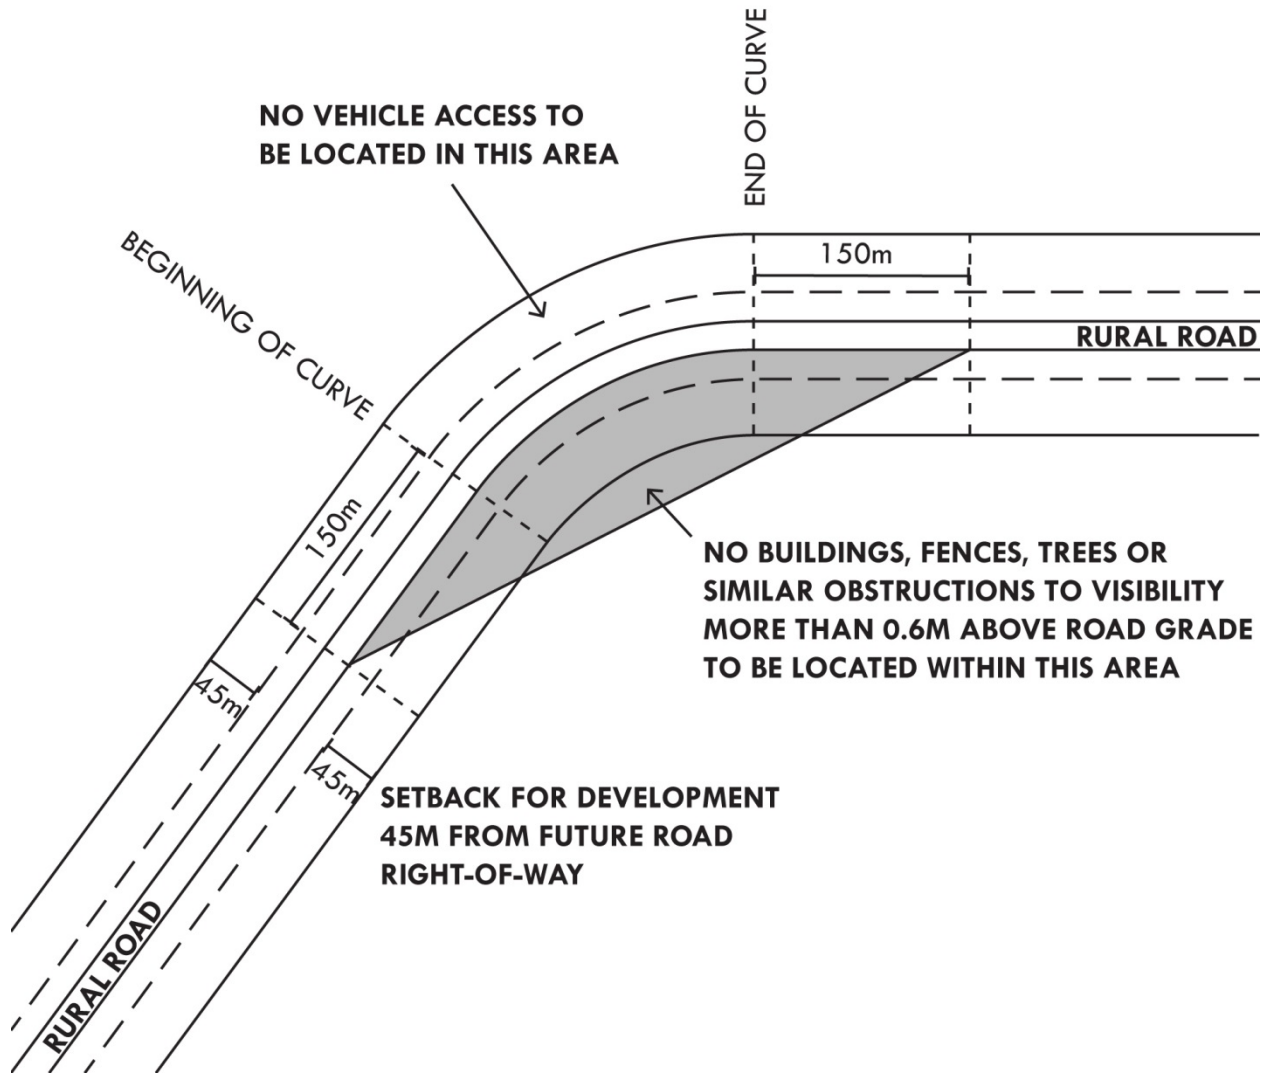 END OF CURVE
NO VEHICLE ACCESS TO
BE LOCATED IN THIS AREA
BEGINNING OF CURVE
150m
RURAL ROAD
150m
NO BUILDINGS, FENCES, TREES OR
SIMILAR OBSTRUCTIONS TO VISIBILITY
MORE THAN 0.6M ABOVE ROAD GRADE
TO BE LOCATED WITHIN THIS AREA
45m
45m
SETBACK FOR DEVELOPMENT
45M FROM FUTURE ROAD
RIGHT-OF-WAY
RURAL ROAD